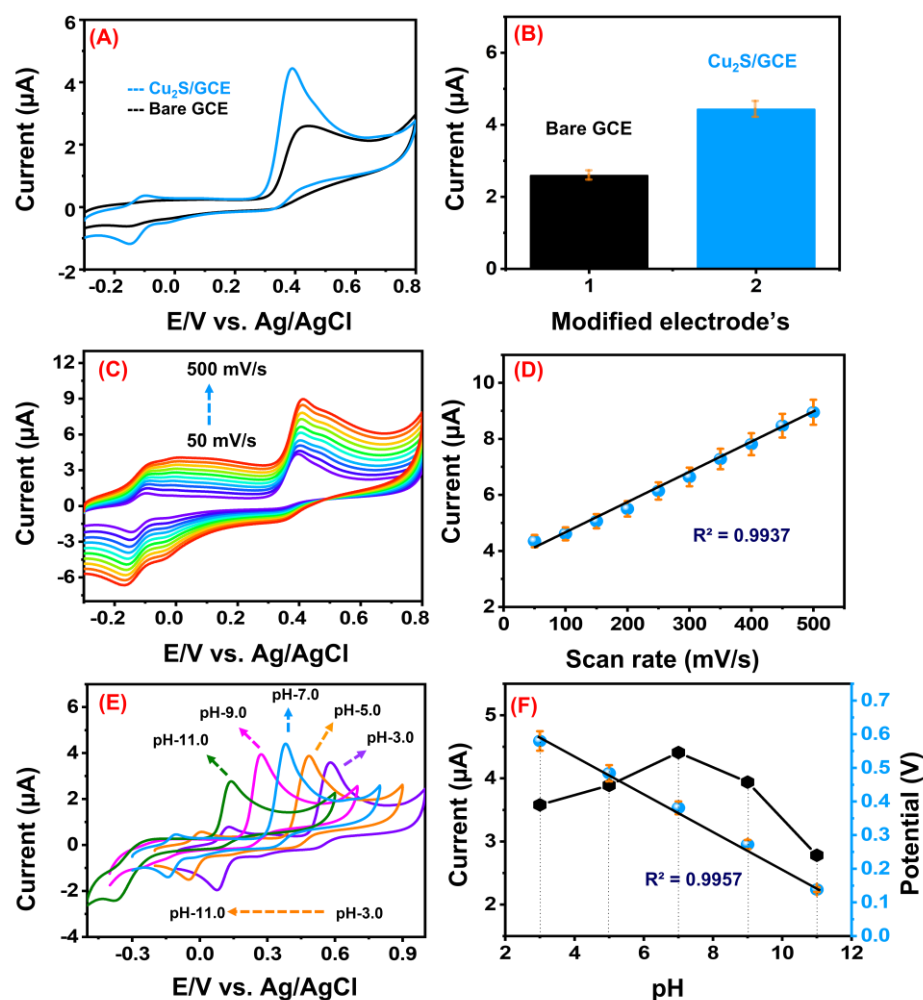 (A)
--- Cu₂S/GCE
--- Bare GCE
Current (µA)
6
4
2
0
-2
-0.2 0.0 0.2 0.4 0.6 0.8
E/V vs. Ag/AgCl
(B)
Cu₂S/GCE
Bare GCE
Current (µA)
6
4
2
0
1 2
Modified electrode's
(C)
500 mV/s
50 mV/s
Current (µA)
12
9
6
3
0
-3
-6
0.0 0.2 0.4 0.6 0.8
E/V vs. Ag/AgCl
(D)
R² = 0.9937
Current (µA)
10
8
6
4
2
0 100 200 300 400 500
Scan rate (mV/s)
(E)
pH-7.0
pH-9.0
pH-5.0
pH-11.0
pH-3.0
pH-11.0 pH-3.0
Current (µA)
6
4
2
0
-2
-4
-0.3 0.0 0.3 0.6 0.9
E/V vs. Ag/AgCl
(F)
R² = 0.9957
Current (µA)
5
4
3
2
2 4 6 8 10 12
pH
0.7
0.6
0.5
0.4
0.3
0.2
0.1
0.0
Potential (V)